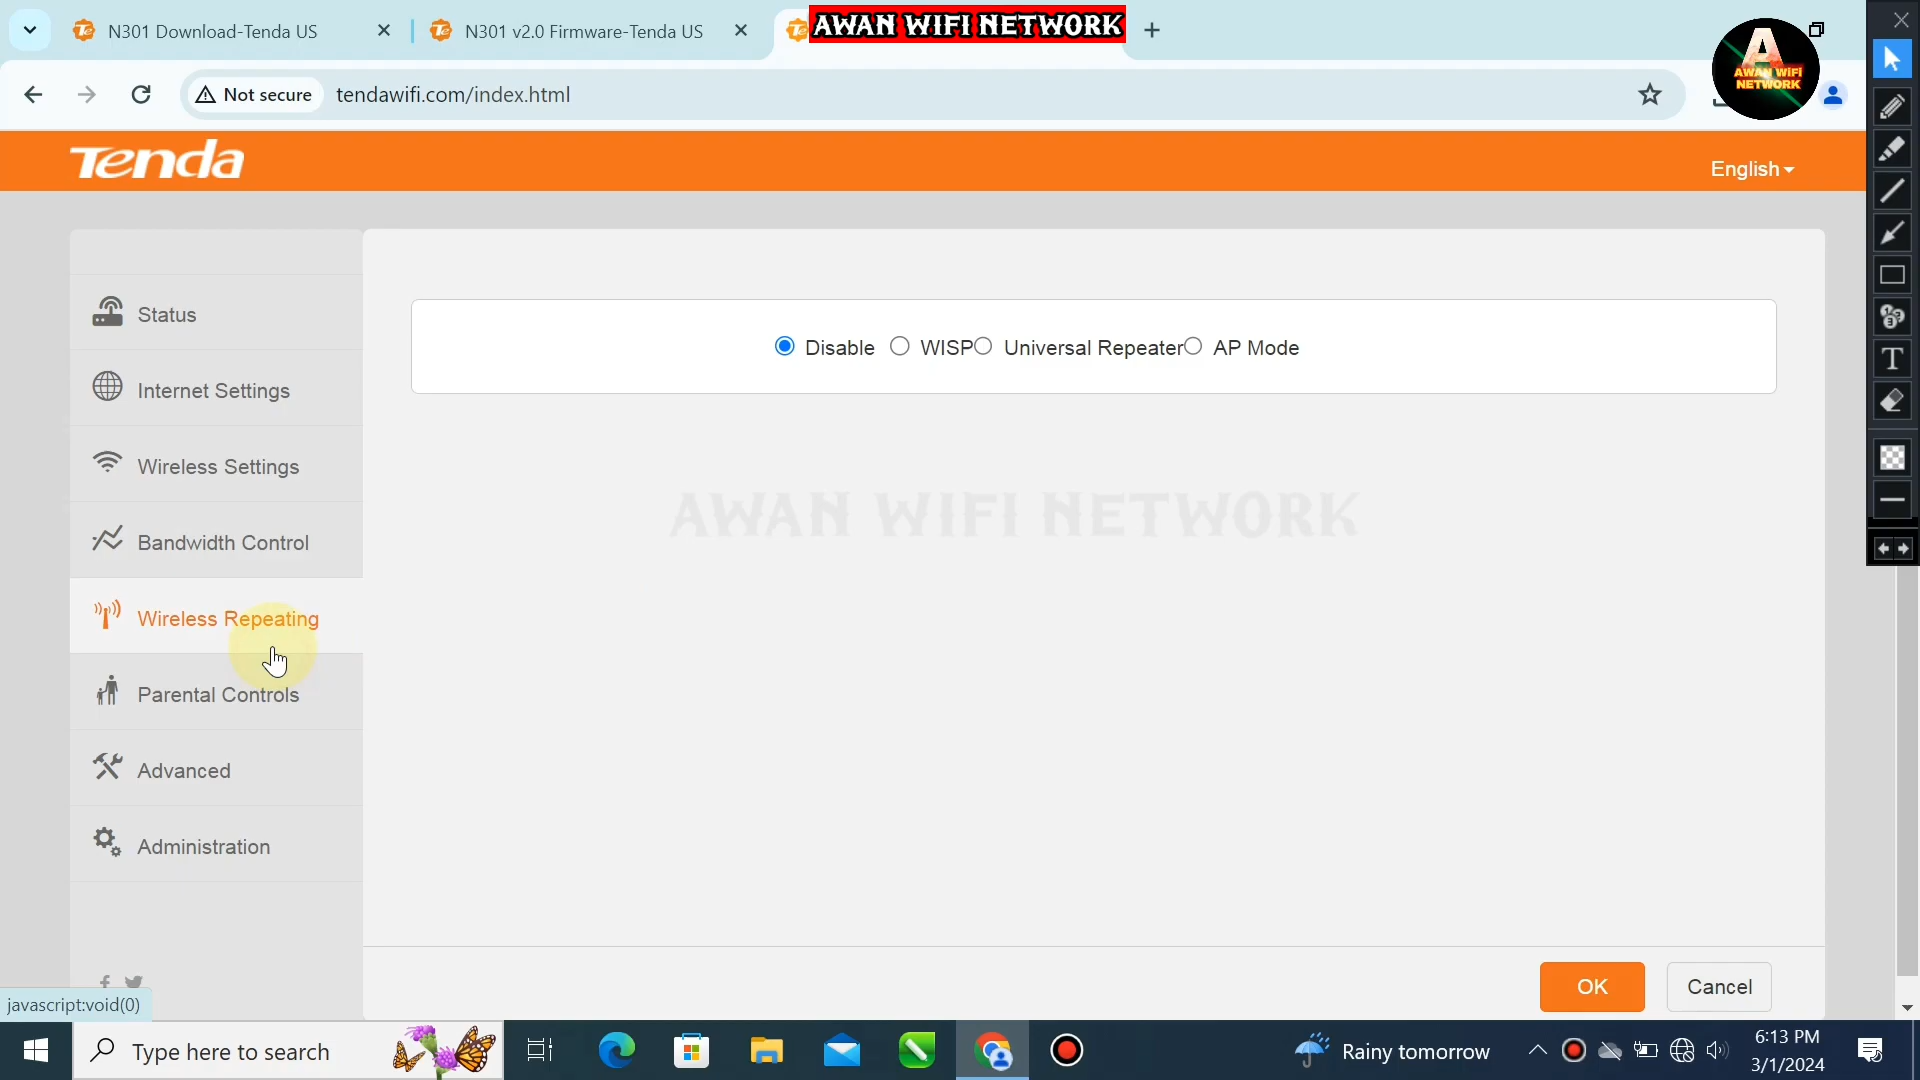 N301 Download-Tenda US
N301 v2.0 Firmware-Tenda US
AWAN WIFI NETWORK
Not secure
tendawifi.com/index.html
A
AWAN WiFi
NETWORK
Tenda
English
Status
Internet Settings
Wireless Settings
Bandwidth Control
Wireless Repeating
Parental Controls
Advanced
Administration
Disable WISP Universal Repeater AP Mode
AWAN WIFI NETWORK
OK
Cancel
javascript:void(0)
Type here to search
Rainy tomorrow
6:13 PM
3/1/2024
T